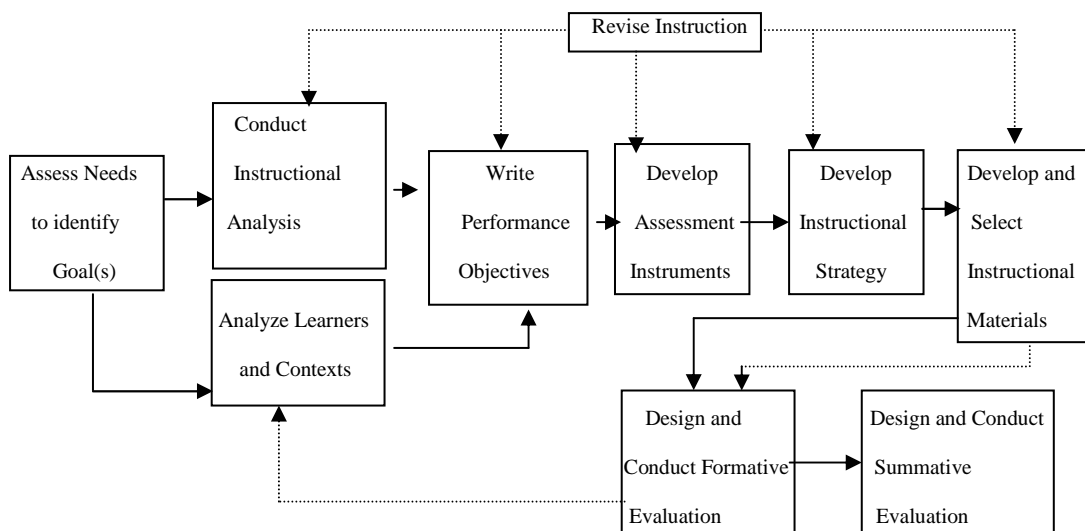 Revise Instruction
Assess Needs
to identify
Goal(s)
Conduct
Instructional
Analysis
Analyze Learners
and Contexts
Write
Performance
Objectives
Develop
Assessment
Instruments
Develop
Instructional
Strategy
Develop and
Select
Instructional
Materials
Design and
Conduct Formative
Evaluation
Design and Conduct
Summative
Evaluation